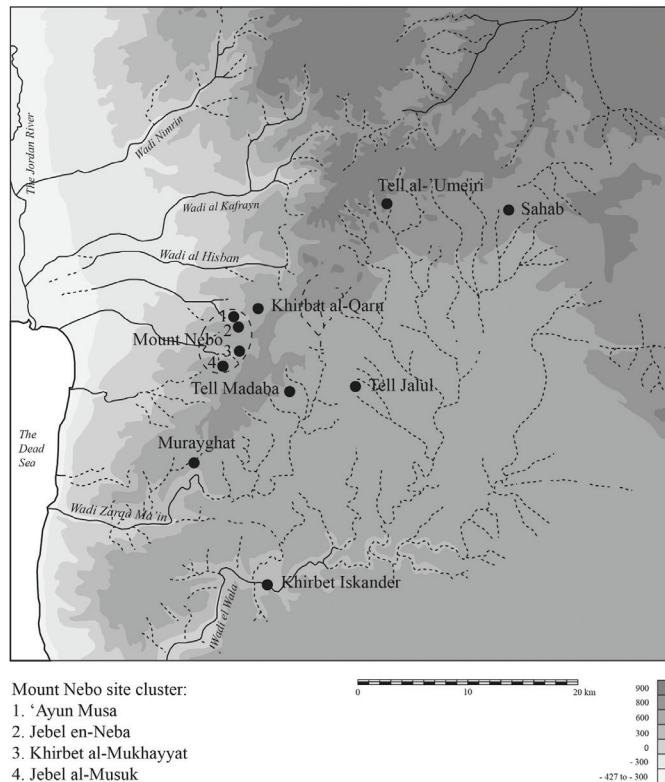 The Jordan River
Wadi Nimrin
Tell al-'Umeiri
Sahab
Wadi al Kafrayn
Wadi al Hisban
Khirbat al-Qarn
1
2
Mount Nebo
3
4
Tell Madaba
Tell Jalul
The
Dead
Sea
Murayghat
Wadi Zarqa Ma'in
Khirbet Iskander
Wadi el Wala
Mount Nebo site cluster:
1. ‘Ayun Musa
2. Jebel en-Neba
3. Khirbet al-Mukhayyat
4. Jebel al-Musuk
0 10 20 km
900
800
600
300
0
- 300
- 427 to - 300